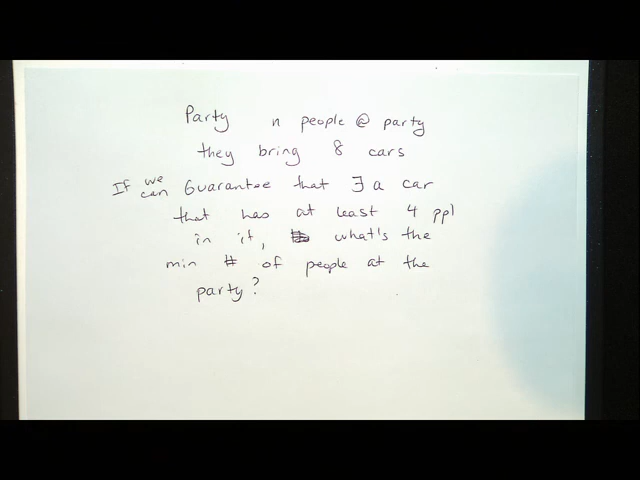 Party n people @ party
they bring 8 cars
If we can Guarantee that ∃ a car
that has at least 4 ppl
in it, what's the
min # of people at the
party?